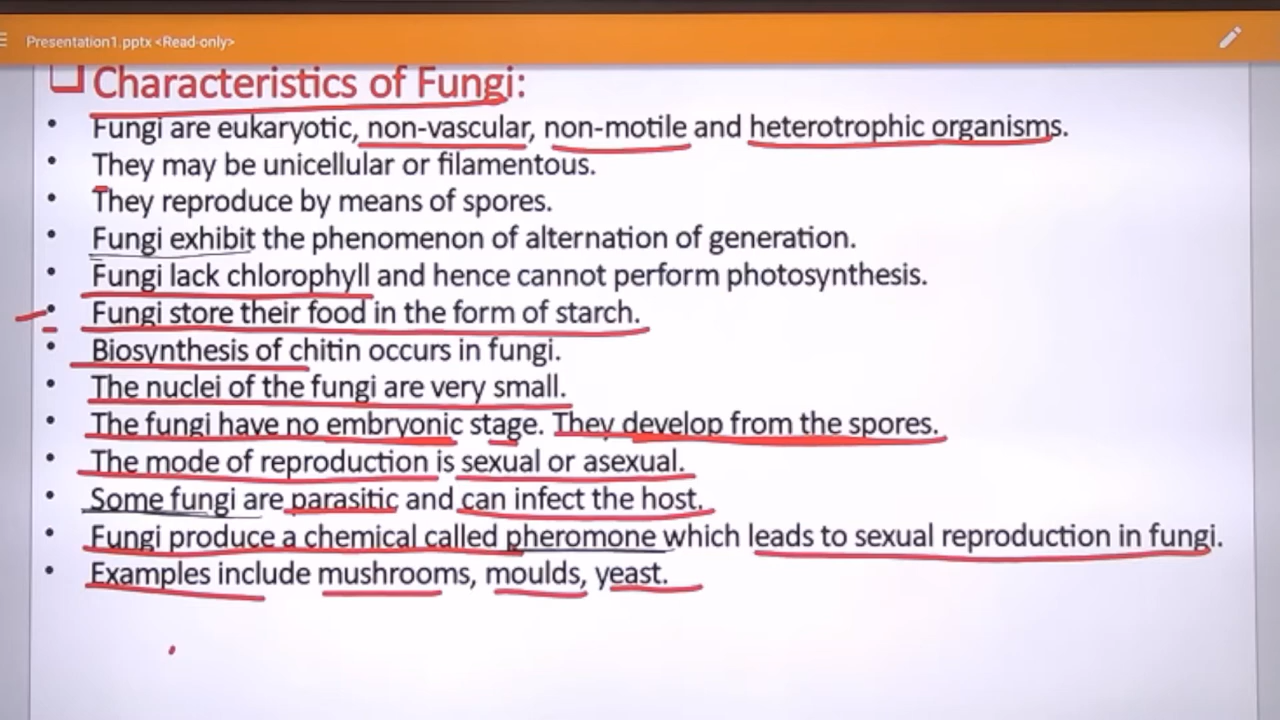 Presentation1.pptx <Read-only>
Characteristics of Fungi:
• Fungi are eukaryotic, non-vascular, non-motile and heterotrophic organisms.
• They may be unicellular or filamentous.
• They reproduce by means of spores.
• Fungi exhibit the phenomenon of alternation of generation.
• Fungi lack chlorophyll and hence cannot perform photosynthesis.
• Fungi store their food in the form of starch.
• Biosynthesis of chitin occurs in fungi.
• The nuclei of the fungi are very small.
• The fungi have no embryonic stage. They develop from the spores.
• The mode of reproduction is sexual or asexual.
• Some fungi are parasitic and can infect the host.
• Fungi produce a chemical called pheromone which leads to sexual reproduction in fungi.
• Examples include mushrooms, moulds, yeast.